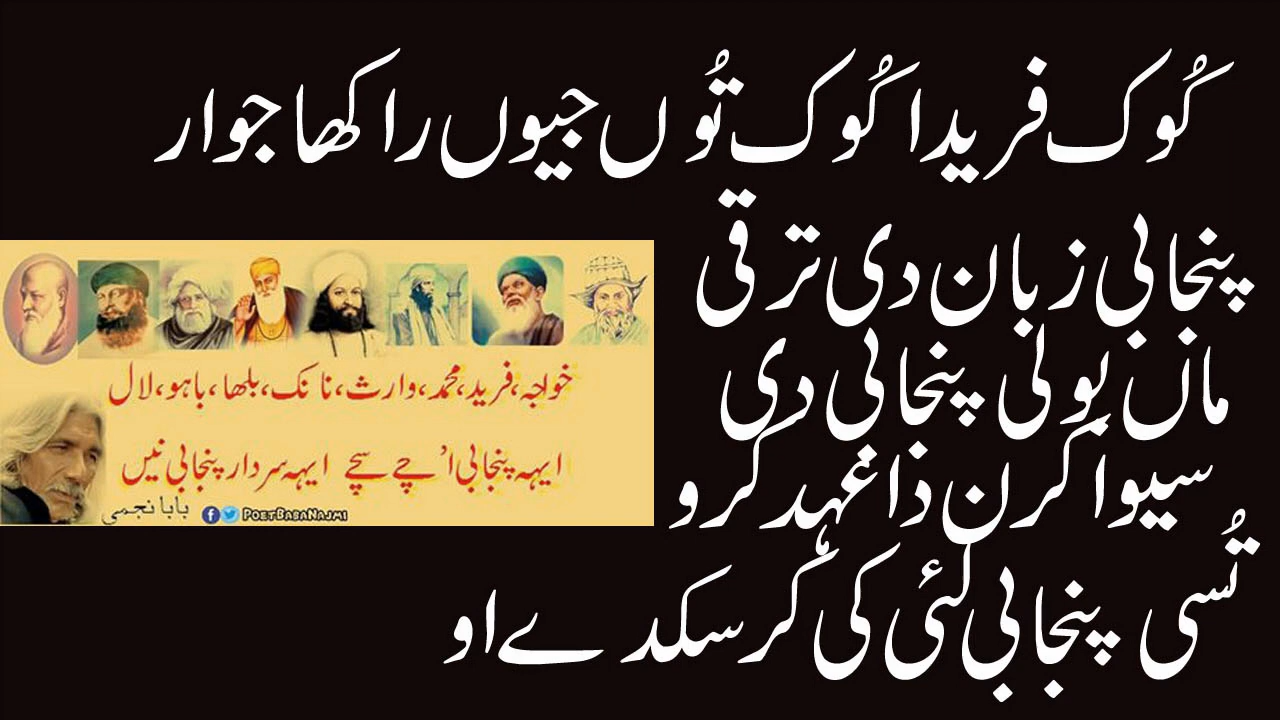 کُوک فریدا کُوک تُوں جیوں راکھا جوار
پنجابی زبان دی ترقی
ماں بولی پنجابی دی
سیوا کرن دا عہد کرو
تُسی پنجابی لئی کی کر سکدے او
خواجہ، فرید، محمد، وارث، نانک، بلھا، باہو، لال
ایہہ پنجابی اُچے سچے ایہہ سردار پنجابی نیں
بابا نجمی
PoetBabaNajmi